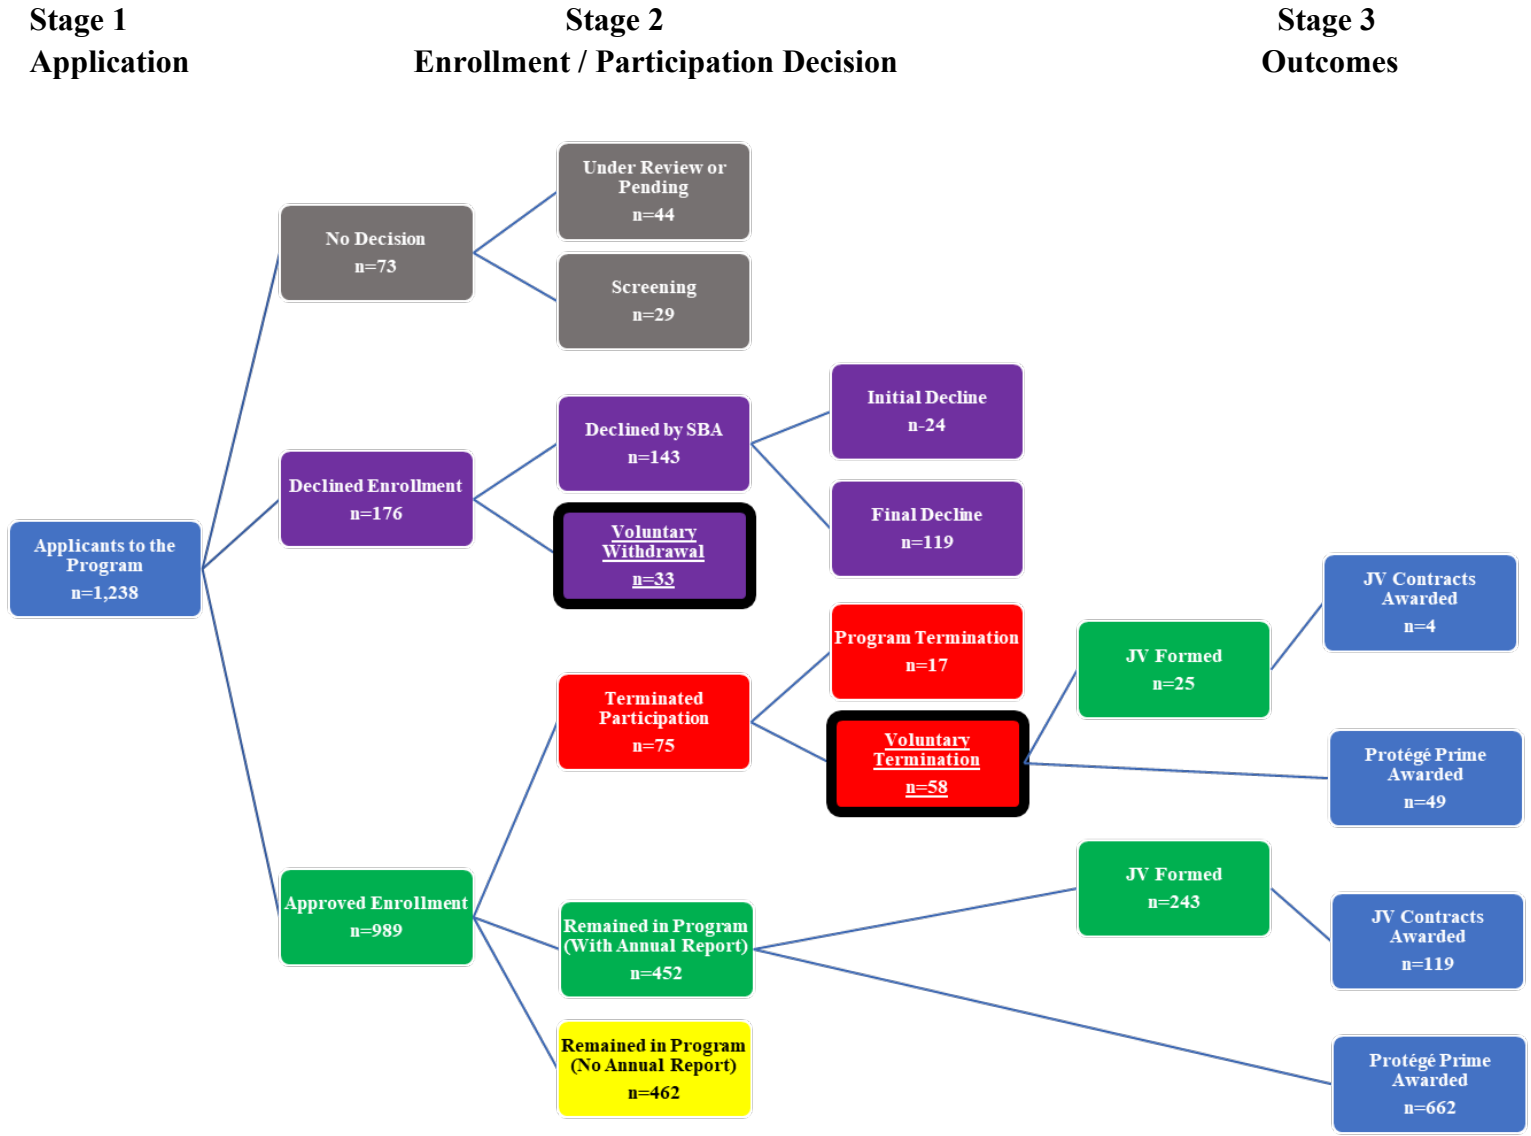 Stage 1
Application
Stage 2
Enrollment / Participation Decision
Stage 3
Outcomes
Applicants to the
Program
n=1,238
No Decision
n=73
Under Review or
Pending
n=44
Screening
n=29
Declined Enrollment
n=176
Declined by SBA
n=143
Initial Decline
n-24
Final Decline
n=119
Voluntary
Withdrawal
n=33
Approved Enrollment
n=989
Terminated
Participation
n=75
Program Termination
n=17
Voluntary
Termination
n=58
JV Formed
n=25
JV Contracts
Awarded
n=4
Protégé Prime
Awarded
n=49
Remained in Program
(With Annual Report)
n=452
JV Formed
n=243
JV Contracts
Awarded
n=119
Protégé Prime
Awarded
n=662
Remained in Program
(No Annual Report)
n=462